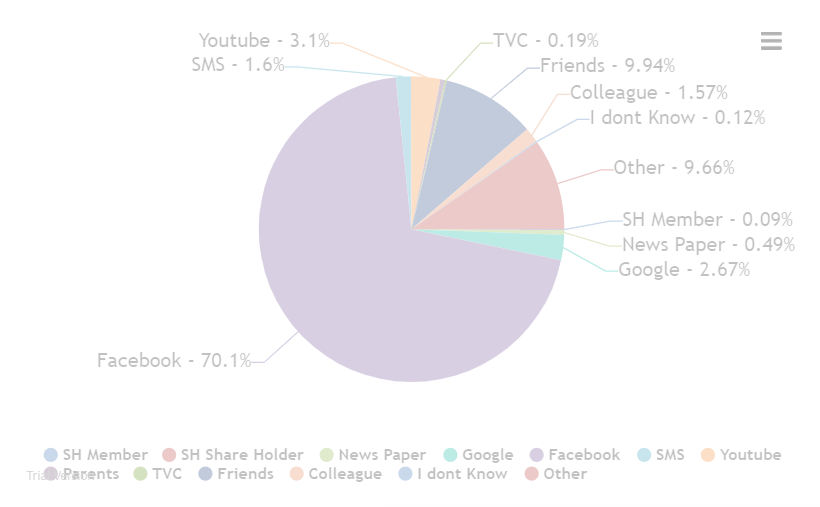 Youtube - 3.1%
TVC - 0.19%
SMS - 1.6%
Friends - 9.94%
Colleague - 1.57%
I dont Know - 0.12%
Other - 9.66%
SH Member - 0.09%
News Paper - 0.49%
Google - 2.67%
Facebook - 70.1%
SH Member SH Share Holder News Paper Google Facebook SMS Youtube
Parents TVC Friends Colleague I dont Know Other
Trial Version